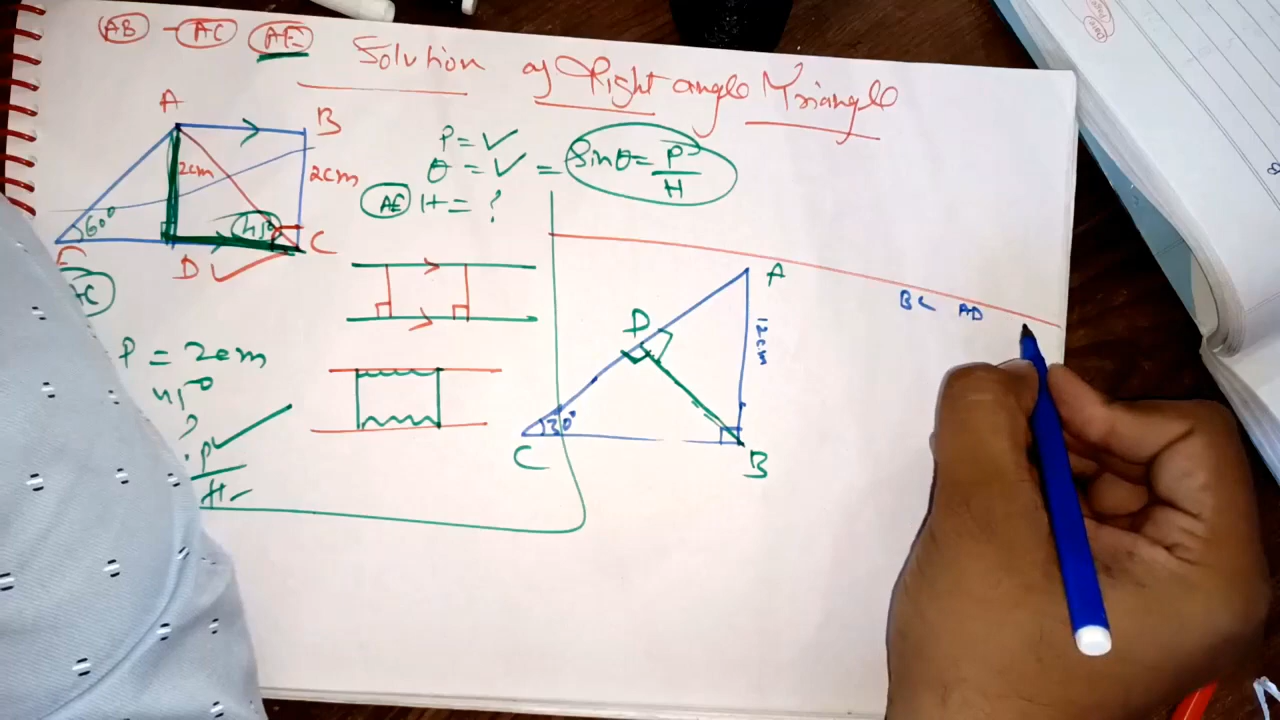 AB - AC AE
Solution of Right angle Triangle
A
B
P = ✓
θ = ✓ = Sinθ = P/H
2cm
2cm
AE H = ?
60°
45°
C
D
A
BC AD
D
12cm
P = 2cm
45°
?
P
H
30°
C
B